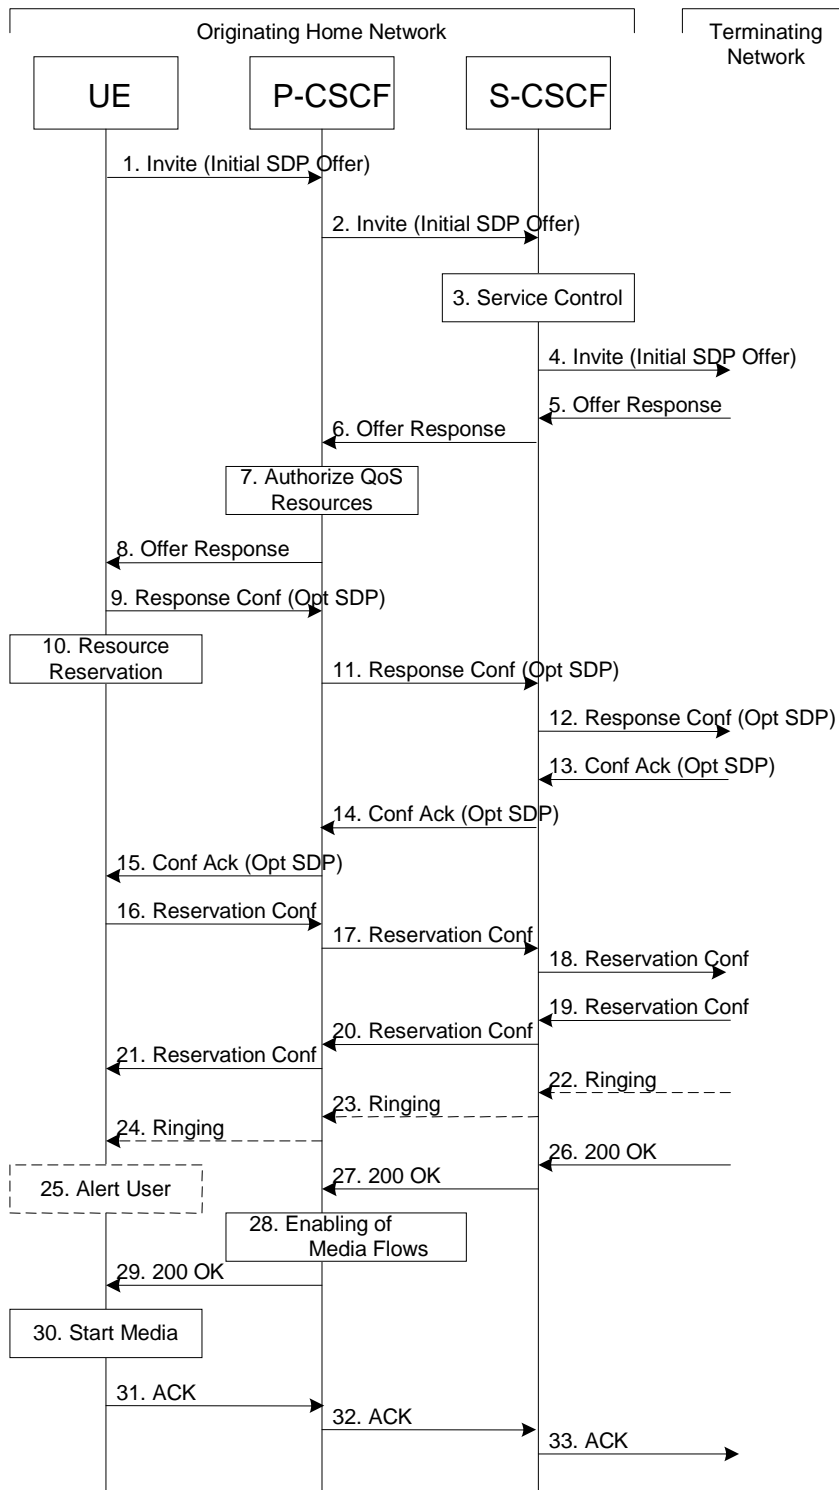 Originating Home Network
Terminating
Network
UE
P-CSCF
S-CSCF
1. Invite (Initial SDP Offer)
2. Invite (Initial SDP Offer)
3. Service Control
4. Invite (Initial SDP Offer)
5. Offer Response
6. Offer Response
7. Authorize QoS
Resources
8. Offer Response
9. Response Conf (Opt SDP)
10. Resource
Reservation
11. Response Conf (Opt SDP)
12. Response Conf (Opt SDP)
13. Conf Ack (Opt SDP)
14. Conf Ack (Opt SDP)
15. Conf Ack (Opt SDP)
16. Reservation Conf
17. Reservation Conf
18. Reservation Conf
19. Reservation Conf
20. Reservation Conf
21. Reservation Conf
22. Ringing
23. Ringing
24. Ringing
25. Alert User
26. 200 OK
27. 200 OK
28. Enabling of
Media Flows
29. 200 OK
30. Start Media
31. ACK
32. ACK
33. ACK